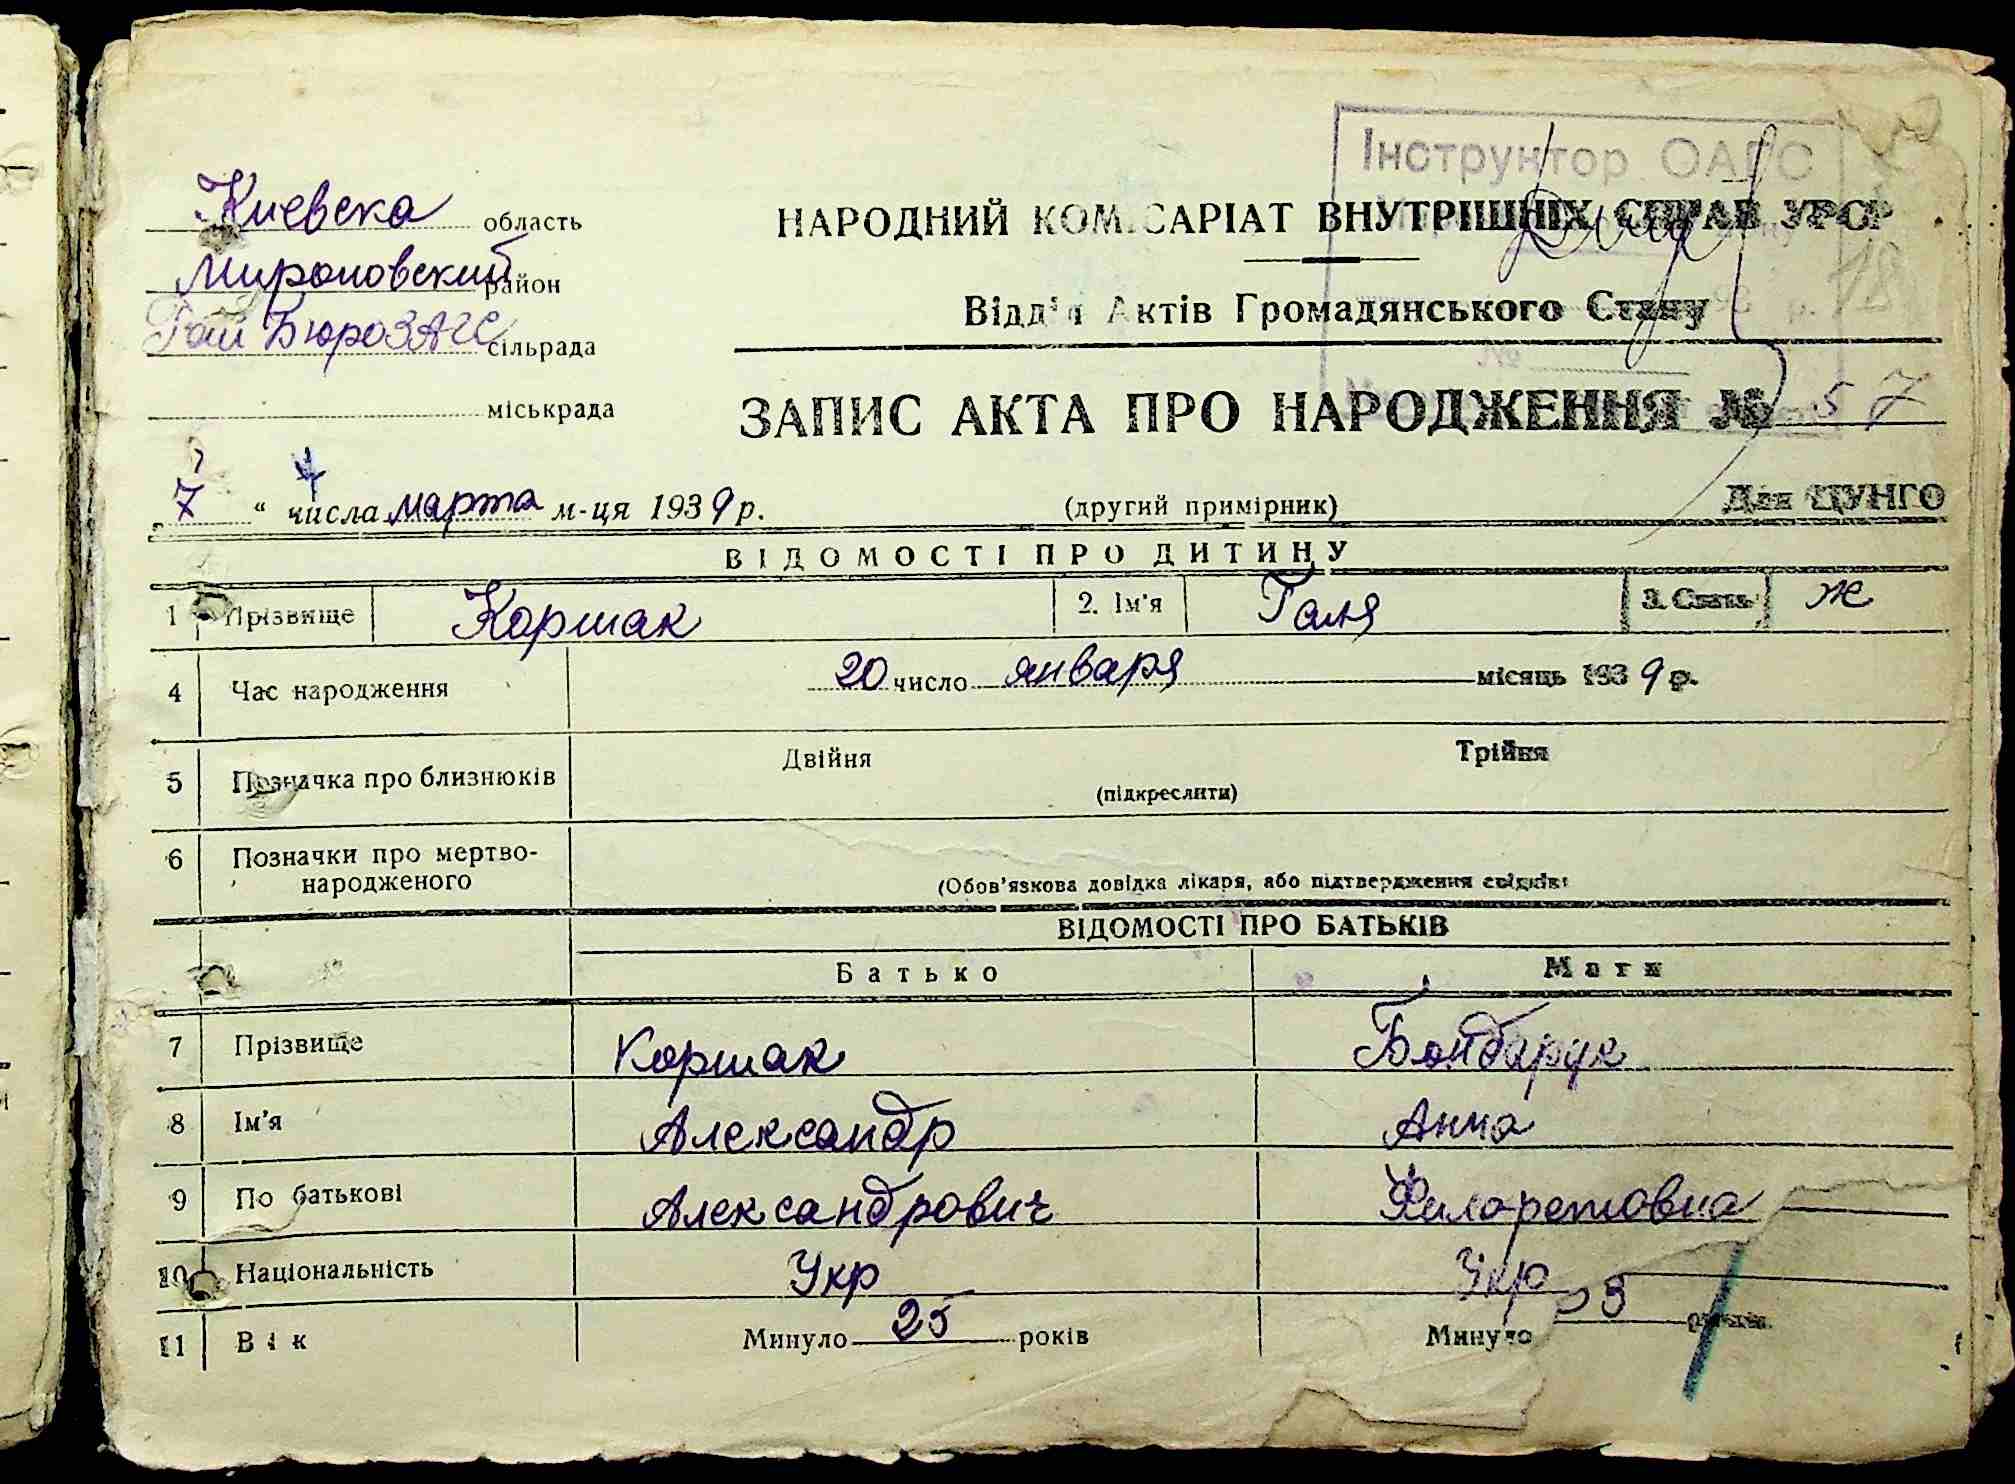 Інструктор ОАГС
Киевска область
НАРОДНИЙ КОМІСАРІАТ ВНУТРІШНІХ СПРАВ УРСР
Мироновский район
Відділ Актів Громадянського Стану
Рай БюроЗАГС сільрада
міськрада
ЗАПИС АКТА ПРО НАРОДЖЕННЯ № 57
7 " числа марта м-ця 1939 р.
(другий примірник)
Для ЦУНГО
ВІДОМОСТІ ПРО ДИТИНУ
1 Прізвище Коршак 2. Ім'я Галя 3. Стать ж
4 Час народження 20 число января місяць 1939 р.
5 Позначка про близнюків Двійня Трійня
(підкреслити)
6 Позначки про мертво-
народженого
(Обов'язкова довідка лікаря, або підтвердження свідків)
ВІДОМОСТІ ПРО БАТЬКІВ
Батько Мати
7 Прізвище Коршак Бондарук
8 Ім'я Александр Анна
9 По батькові Александрович Филаретовна
10 Національність Укр Укр
11 Вік Минуло 25 років Минуло 23 років